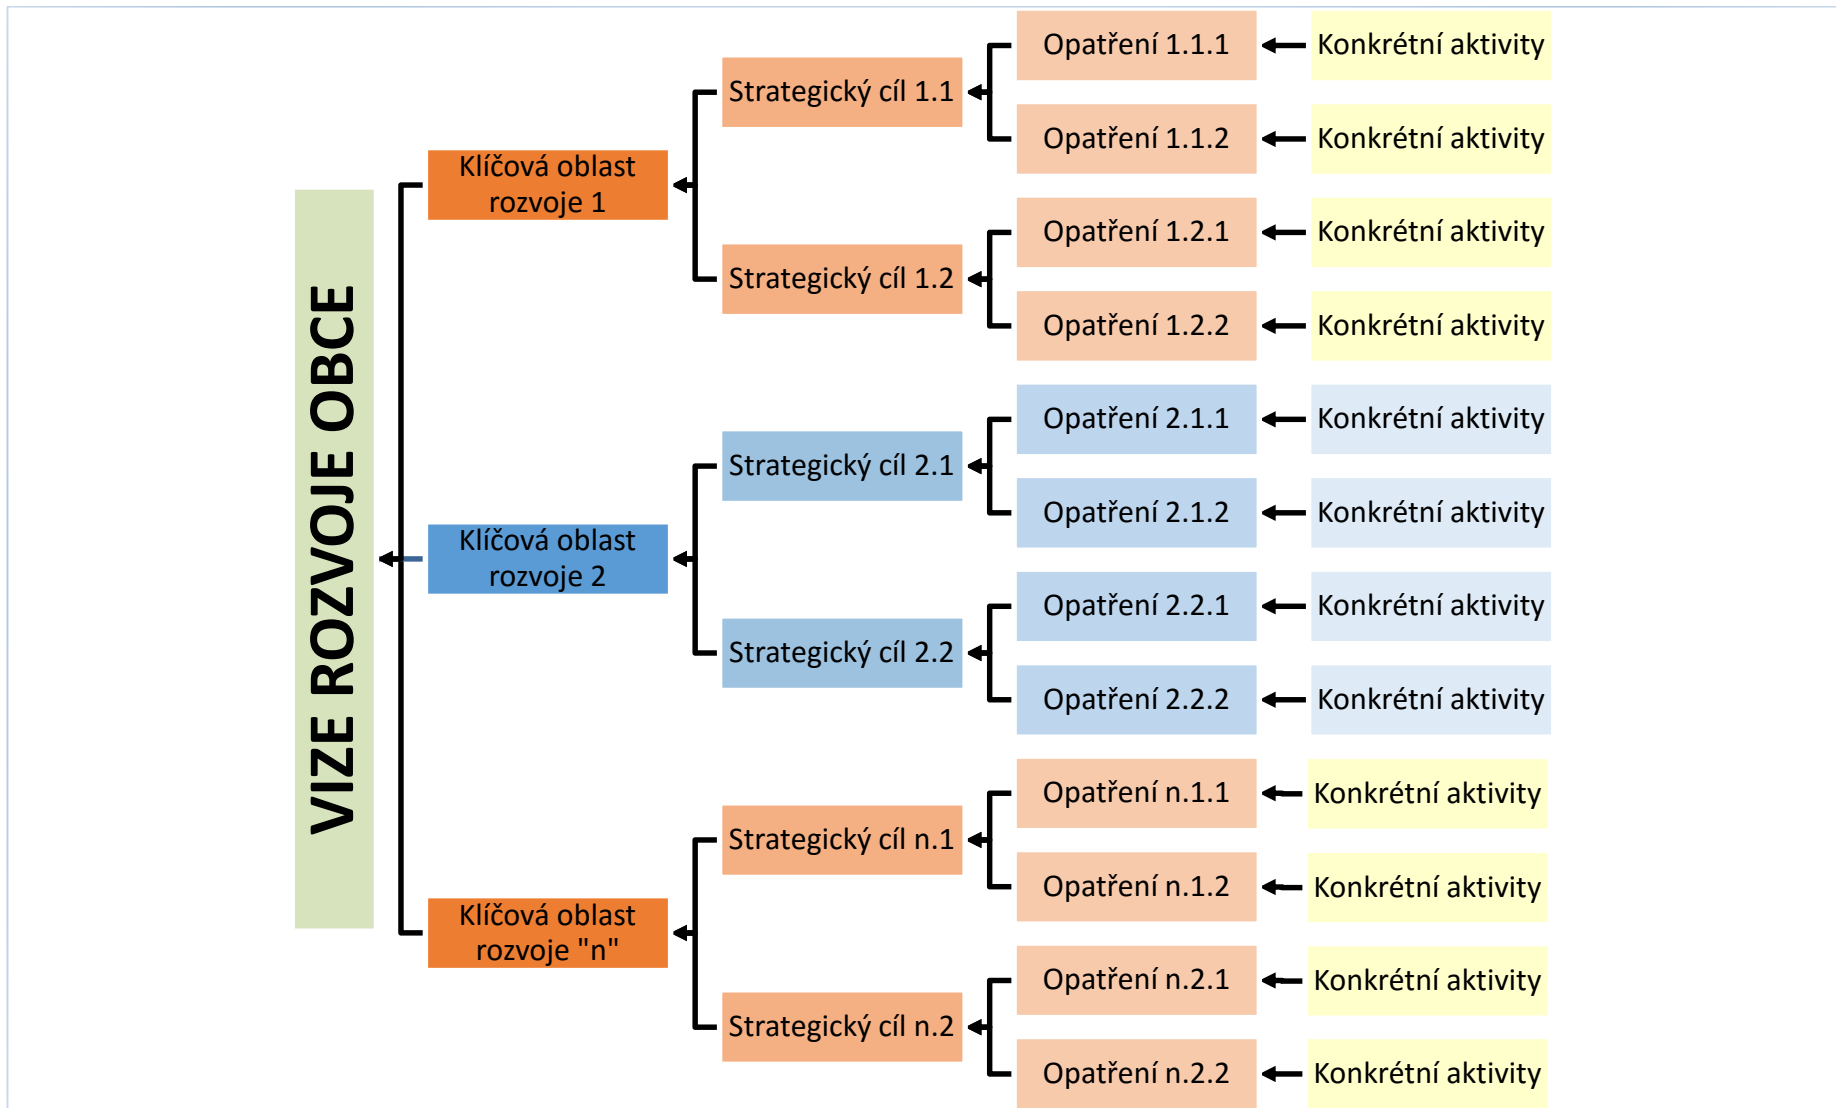 VIZE ROZVOJE OBCE
Klíčová oblast
rozvoje 1
Strategický cíl 1.1
Opatření 1.1.1
Konkrétní aktivity
Opatření 1.1.2
Konkrétní aktivity
Strategický cíl 1.2
Opatření 1.2.1
Konkrétní aktivity
Opatření 1.2.2
Konkrétní aktivity
Klíčová oblast
rozvoje 2
Strategický cíl 2.1
Opatření 2.1.1
Konkrétní aktivity
Opatření 2.1.2
Konkrétní aktivity
Strategický cíl 2.2
Opatření 2.2.1
Konkrétní aktivity
Opatření 2.2.2
Konkrétní aktivity
Klíčová oblast
rozvoje "n"
Strategický cíl n.1
Opatření n.1.1
Konkrétní aktivity
Opatření n.1.2
Konkrétní aktivity
Strategický cíl n.2
Opatření n.2.1
Konkrétní aktivity
Opatření n.2.2
Konkrétní aktivity